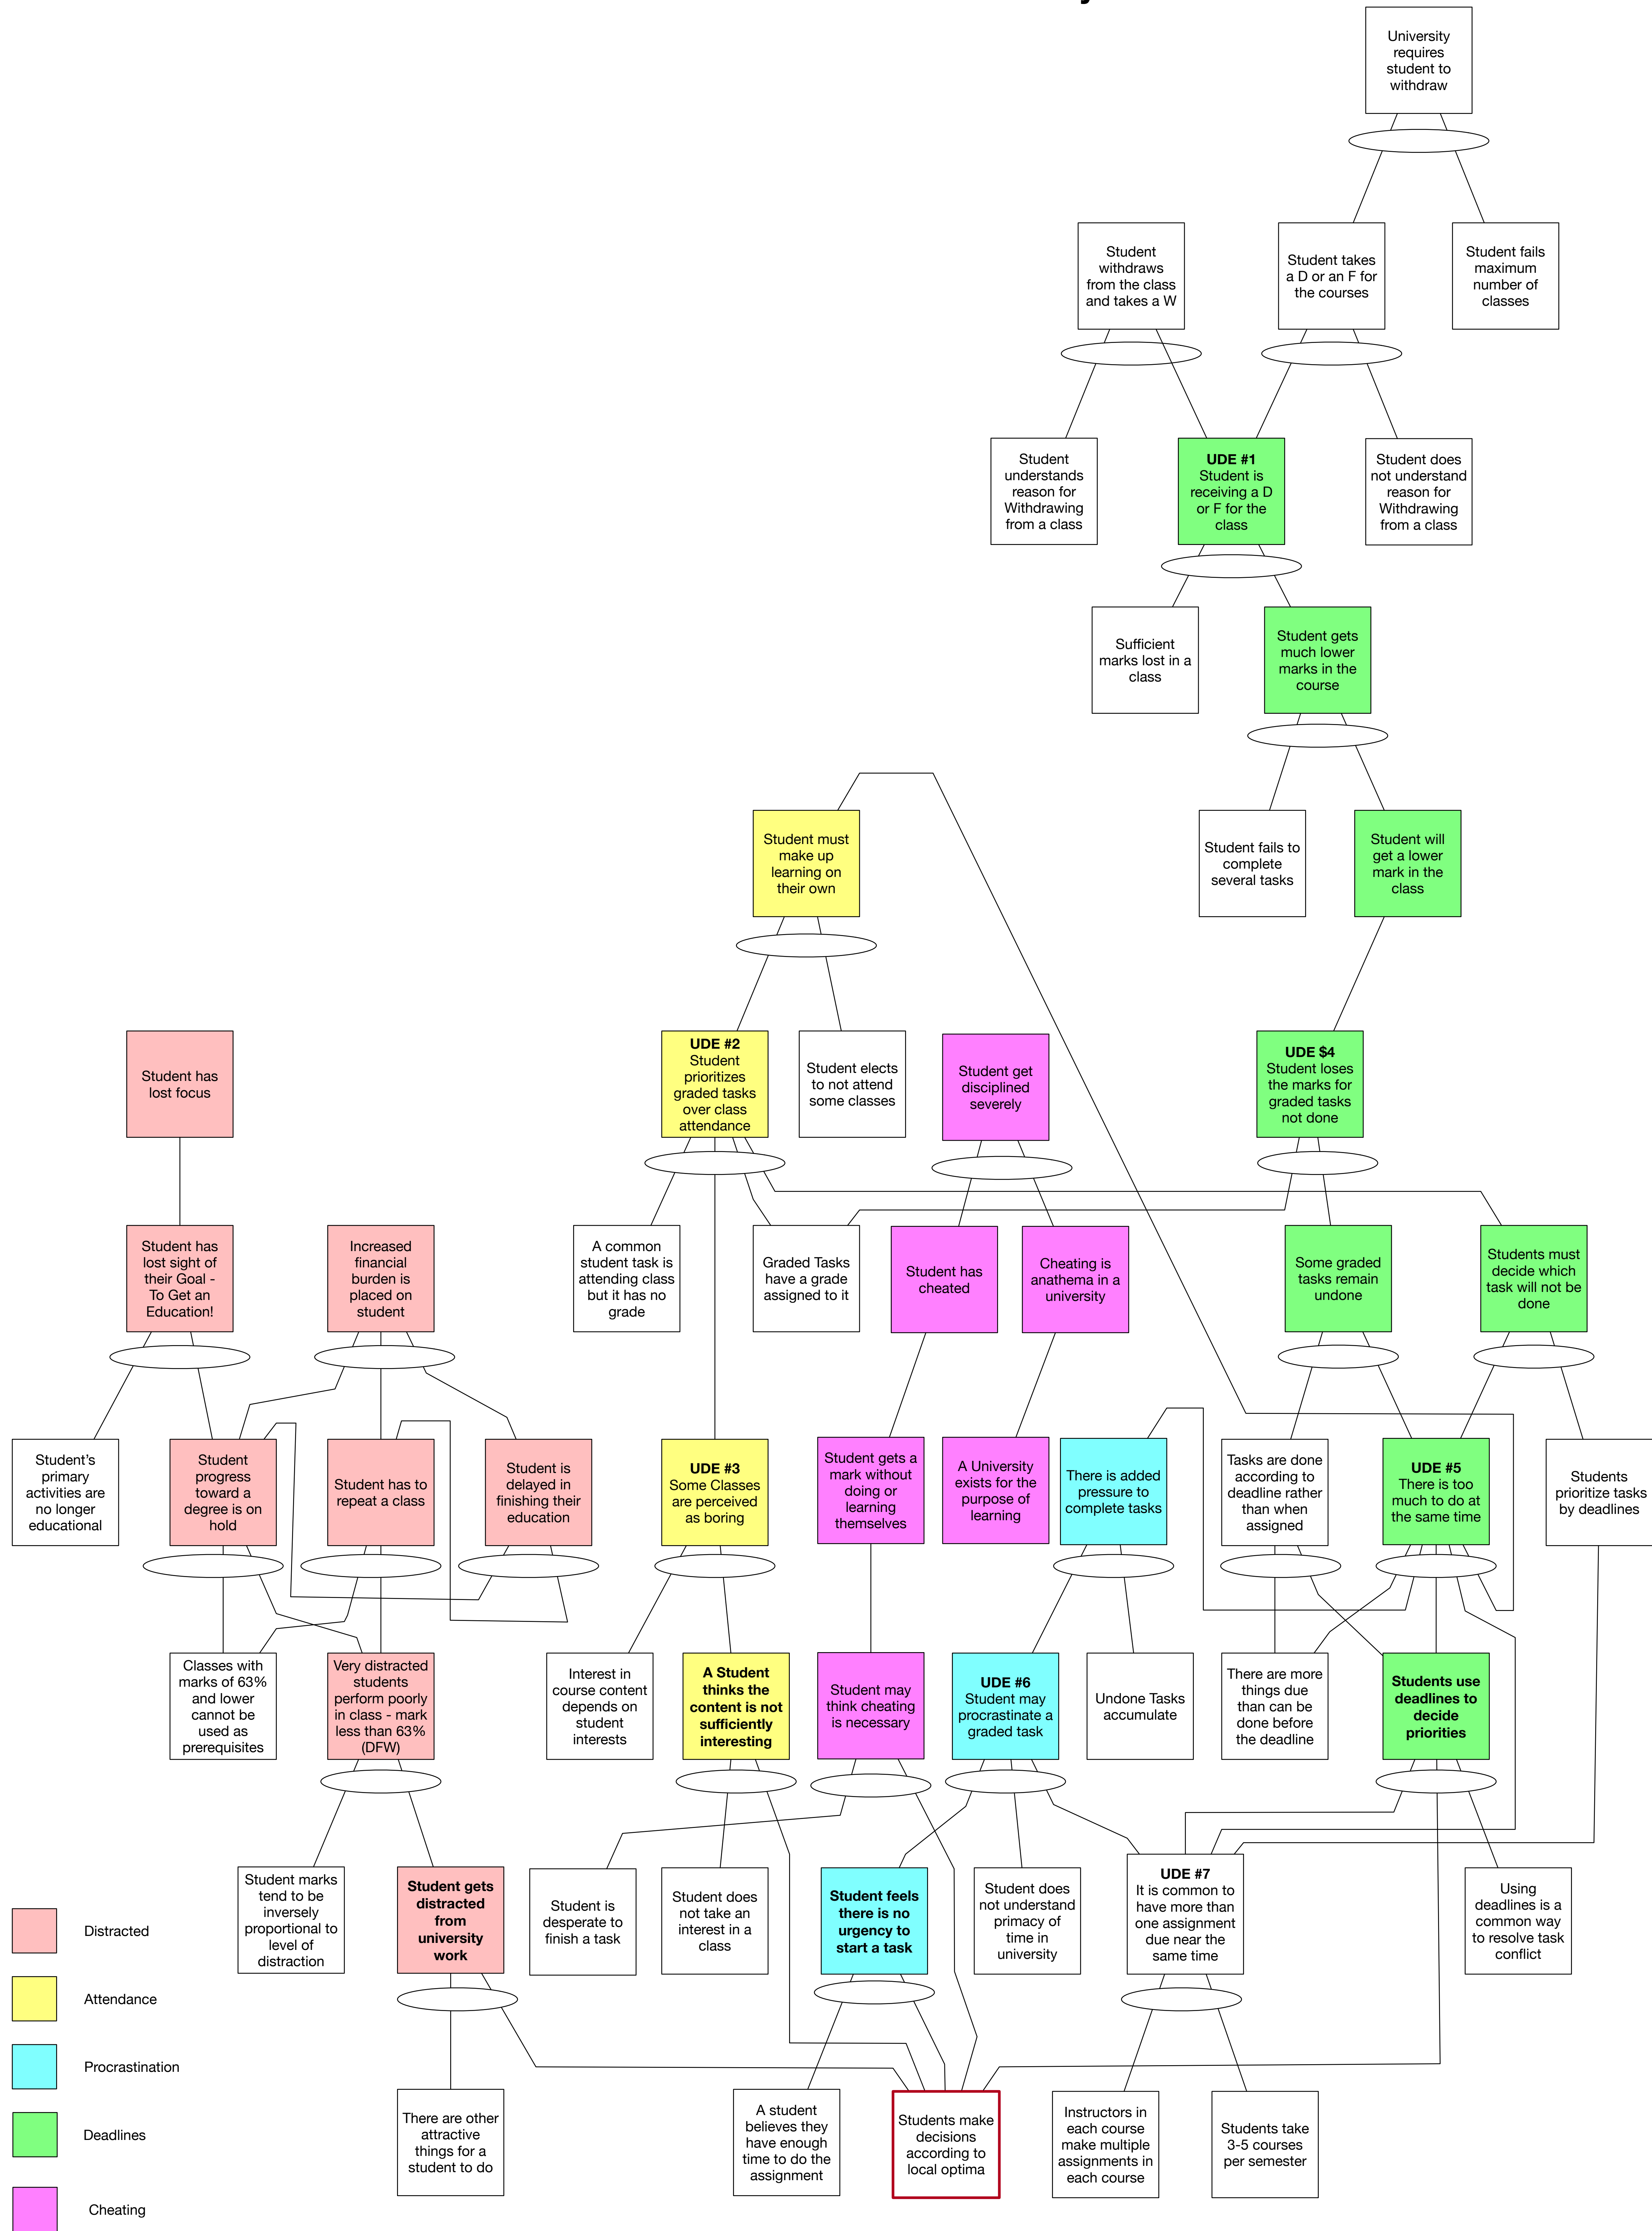 University
requires
student to
withdraw
Student
withdraws
from the class
and takes a W
Student takes
a D or an F for
the courses
Student fails
maximum
number of
classes
Student
understands
reason for
Withdrawing
from a class
UDE #1
Student is
receiving a D
or F for the
class
Student does
not understand
reason for
Withdrawing
from a class
Sufficient
marks lost in a
class
Student gets
much lower
marks in the
course
Student must
make up
learning on
their own
Student fails to
complete
several tasks
Student will
get a lower
mark in the
class
Student has
lost focus
UDE #2
Student
prioritizes
graded tasks
over class
attendance
Student elects
to not attend
some classes
Student get
disciplined
severely
UDE $4
Student loses
the marks for
graded tasks
not done
Student has
lost sight of
their Goal -
To Get an
Education!
Increased
financial
burden is
placed on
student
A common
student task is
attending class
but it has no
grade
Graded Tasks
have a grade
assigned to it
Student has
cheated
Cheating is
anathema in a
university
Some graded
tasks remain
undone
Students must
decide which
task will not be
done
Student's
primary
activities are
no longer
educational
Student
progress
toward a
degree is on
hold
Student has to
repeat a class
Student is
delayed in
finishing their
education
UDE #3
Some Classes
are perceived
as boring
Student gets a
mark without
doing or
learning
themselves
A University
exists for the
purpose of
learning
There is added
pressure to
complete tasks
Tasks are done
according to
deadline rather
than when
assigned
UDE #5
There is too
much to do at
the same time
Students
prioritize tasks
by deadlines
Classes with
marks of 63%
and lower
cannot be
used as
prerequisites
Very distracted
students
perform poorly
in class - mark
less than 63%
(DFW)
Interest in
course content
depends on
student
interests
A Student
thinks the
content is not
sufficiently
interesting
Student may
think cheating
is necessary
UDE #6
Student may
procrastinate a
graded task
Undone Tasks
accumulate
There are more
things due
than can be
done before
the deadline
Students use
deadlines to
decide
priorities
Student marks
tend to be
inversely
proportional to
level of
distraction
Student gets
distracted
from
university
work
Student is
desperate to
finish a task
Student does
not take an
interest in a
class
Student feels
there is no
urgency to
start a task
Student does
not understand
primacy of
time in
university
UDE #7
It is common to
have more than
one assignment
due near the
same time
Using
deadlines is a
common way
to resolve task
conflict
There are other
attractive
things for a
student to do
A student
believes they
have enough
time to do the
assignment
Students make
decisions
according to
local optima
Instructors in
each course
make multiple
assignments in
each course
Students take
3-5 courses
per semester
Distracted
Attendance
Procrastination
Deadlines
Cheating